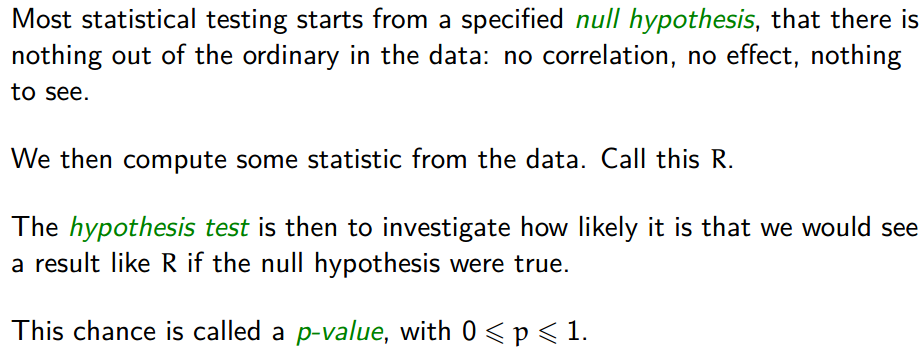 Most statistical testing starts from a specified null hypothesis, that there is
nothing out of the ordinary in the data: no correlation, no effect, nothing
to see.
We then compute some statistic from the data. Call this R.
The hypothesis test is then to investigate how likely it is that we would see
a result like R if the null hypothesis were true.
This chance is called a p-value, with 0 ⩽ p ⩽ 1.